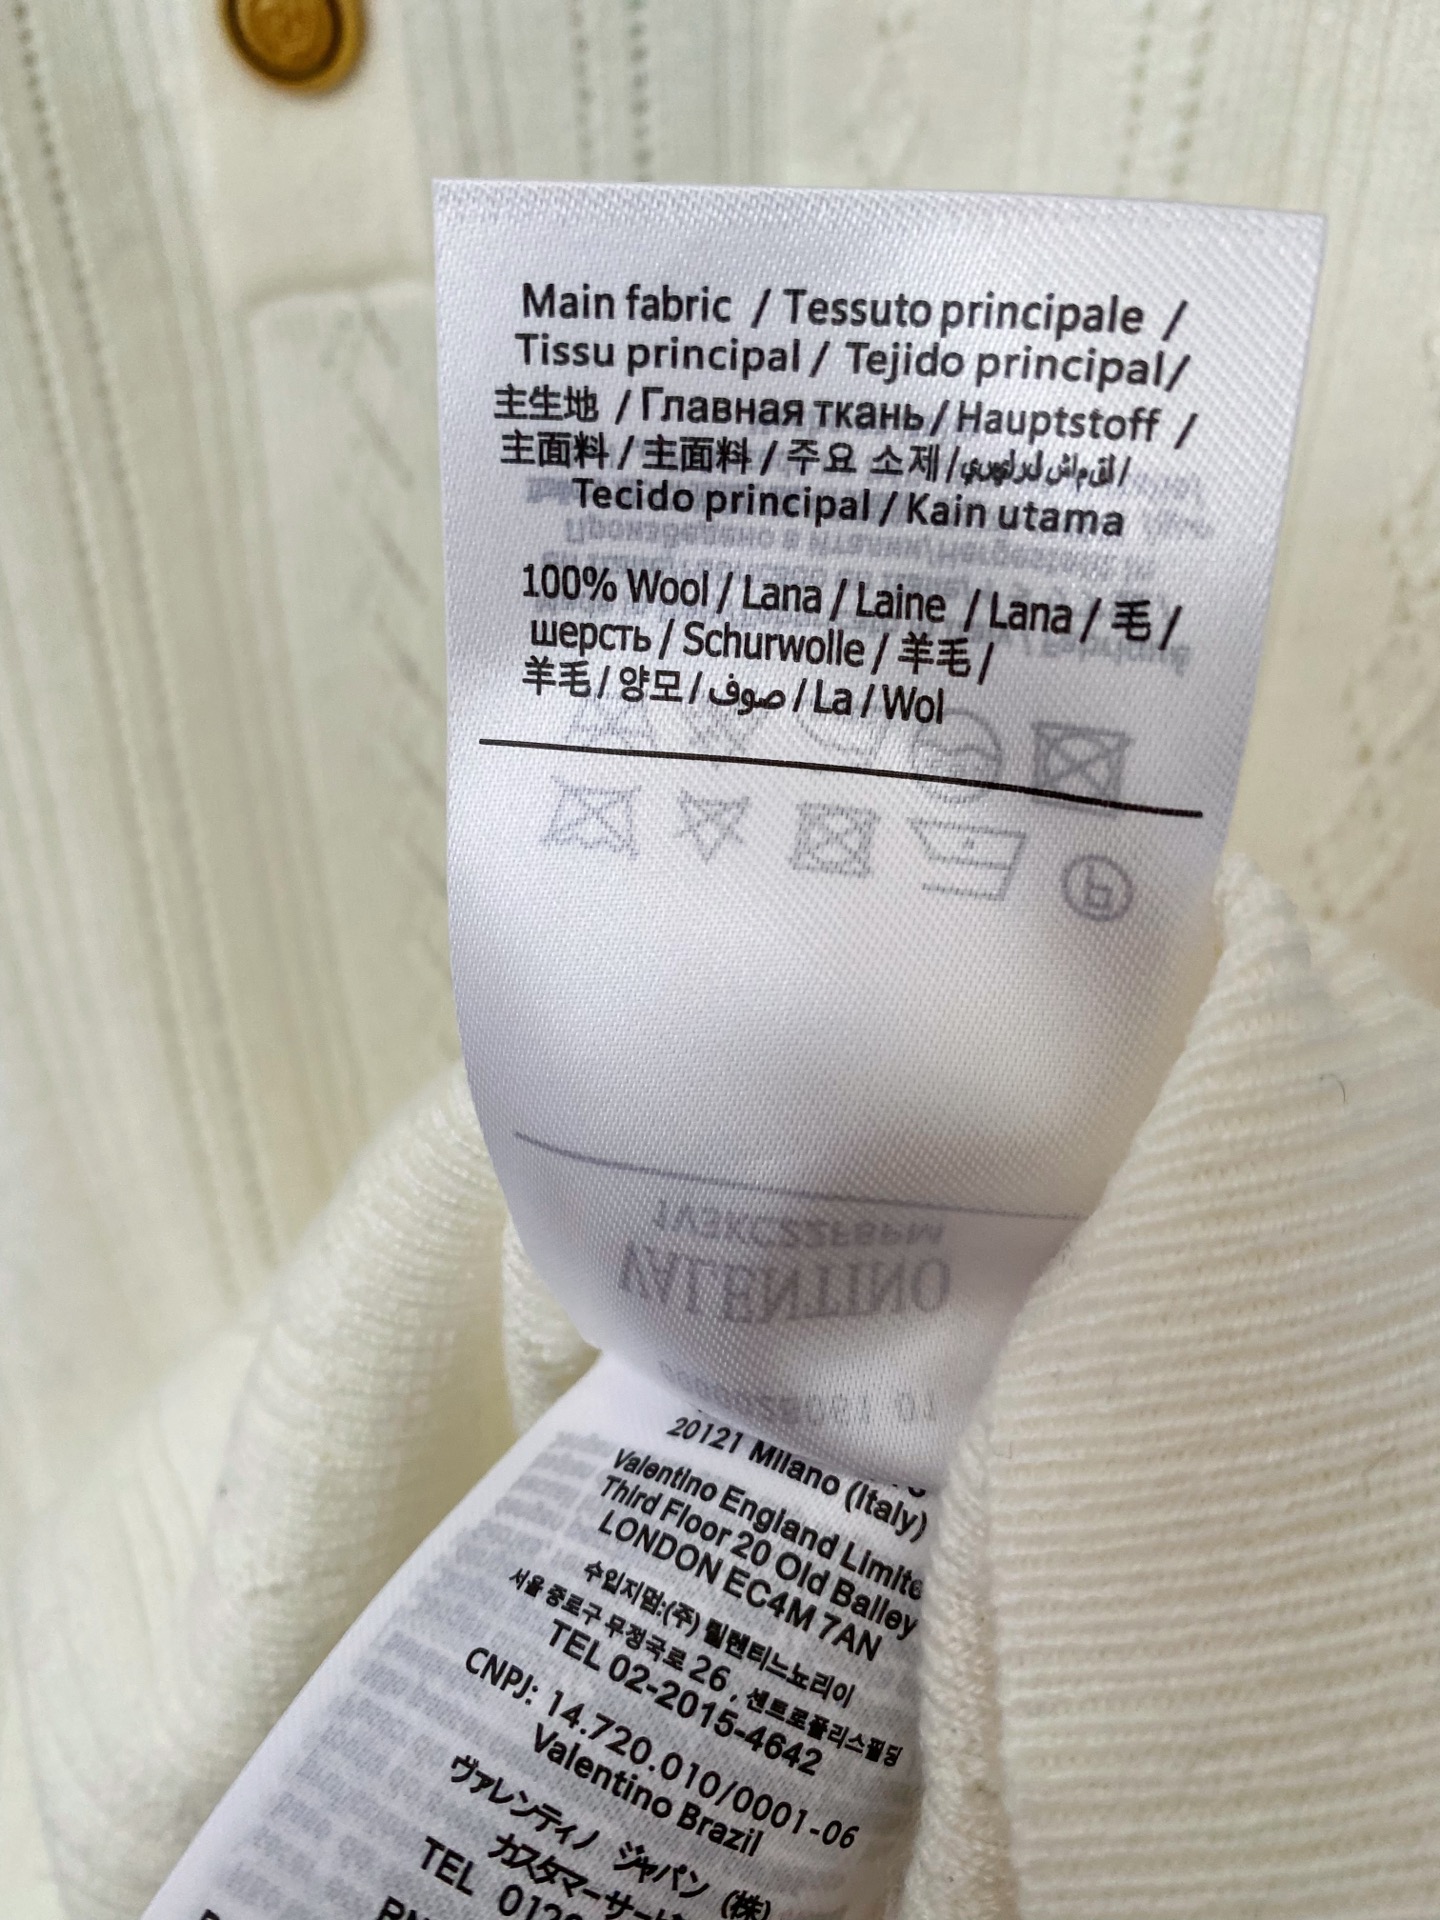 Main fabric / Tessuto principale /
Tissu principal / Tejido principal/
主生地 / Главная ткань / Hauptstoff /
主面料 / 主面料 / 주요 소제 /
Tecido principal / Kain utama
100% Wool / Lana / Laine / Lana / 毛 /
шерсть / Schurwolle / 羊毛 /
羊毛 / 양모 / صوف / La / Wol
1V3KC22F8PM
VALENTINO
20121 Milano (Italy)
Valentino England Limite
Third Floor 20 Old Bailey
LONDON EC4M 7AN
TEL 02-2015-4642
CNPJ: 14.720.010/0001-06
Valentino Brazil
ヴァレンティノ ジャパン (株)
カスタマーサー
TEL 012